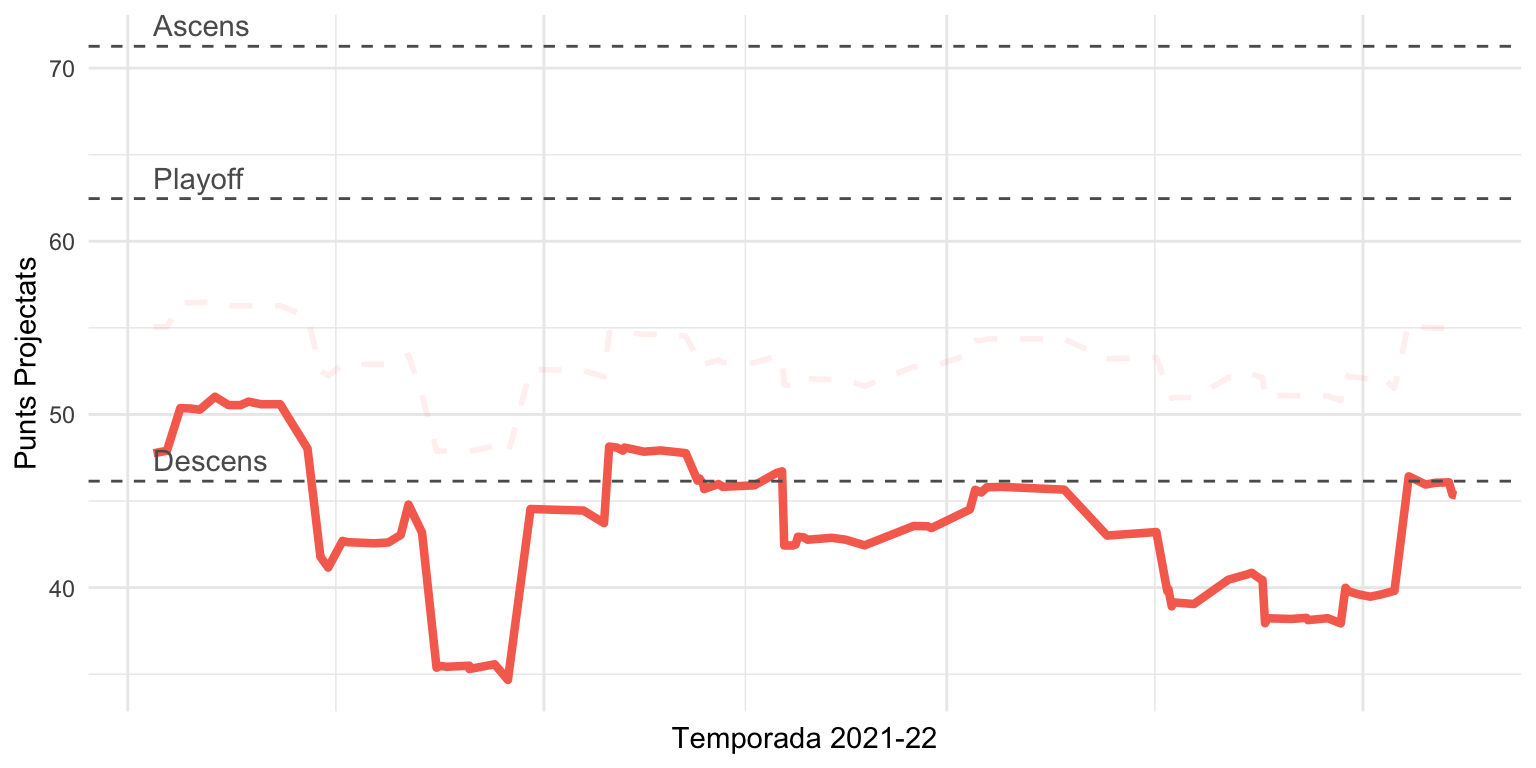 Ascens
70
Playoff
60
50
Descens
40
Punts Projectats
Temporada 2021-22